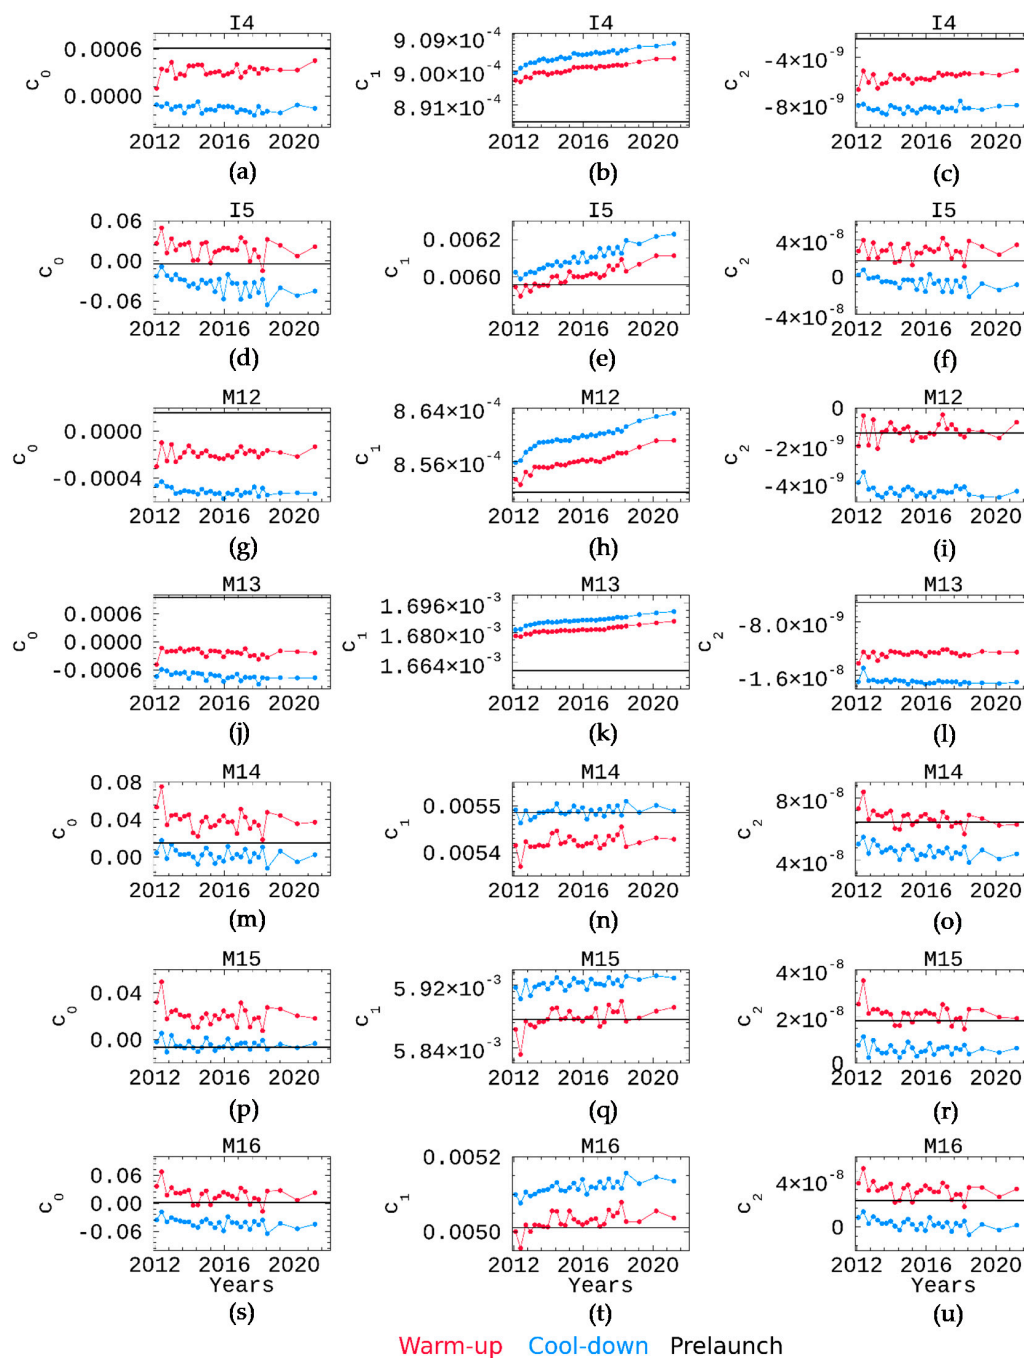 I4 I4 I4
C0 0.0006 0.0000 2012 2016 2020
C1 9.09×10⁻⁴ 9.00×10⁻⁴ 8.91×10⁻⁴ 2012 2016 2020
C2 -4×10⁻⁹ -8×10⁻⁹ 2012 2016 2020
(a) (b) (c)
I5 I5 I5
C0 0.06 0.00 -0.06 2012 2016 2020
C1 0.0062 0.0060 2012 2016 2020
C2 4×10⁻⁸ 0 -4×10⁻⁸ 2012 2016 2020
(d) (e) (f)
M12 M12 M12
C0 0.0000 -0.0004 2012 2016 2020
C1 8.64×10⁻⁴ 8.56×10⁻⁴ 2012 2016 2020
C2 0 -2×10⁻⁹ -4×10⁻⁹ 2012 2016 2020
(g) (h) (i)
M13 M13 M13
C0 0.0006 0.0000 -0.0006 2012 2016 2020
C1 1.696×10⁻³ 1.680×10⁻³ 1.664×10⁻³ 2012 2016 2020
C2 -8.0×10⁻⁹ -1.6×10⁻⁸ 2012 2016 2020
(j) (k) (l)
M14 M14 M14
C0 0.08 0.04 0.00 2012 2016 2020
C1 0.0055 0.0054 2012 2016 2020
C2 8×10⁻⁸ 4×10⁻⁸ 2012 2016 2020
(m) (n) (o)
M15 M15 M15
C0 0.04 0.00 2012 2016 2020
C1 5.92×10⁻³ 5.84×10⁻³ 2012 2016 2020
C2 4×10⁻⁸ 2×10⁻⁸ 0 2012 2016 2020
(p) (q) (r)
M16 M16 M16
C0 0.06 0.00 -0.06 2012 2016 2020
C1 0.0052 0.0050 2012 2016 2020
C2 4×10⁻⁸ 0 2012 2016 2020
Years Years Years
(s) (t) (u)
Warm-up Cool-down Prelaunch